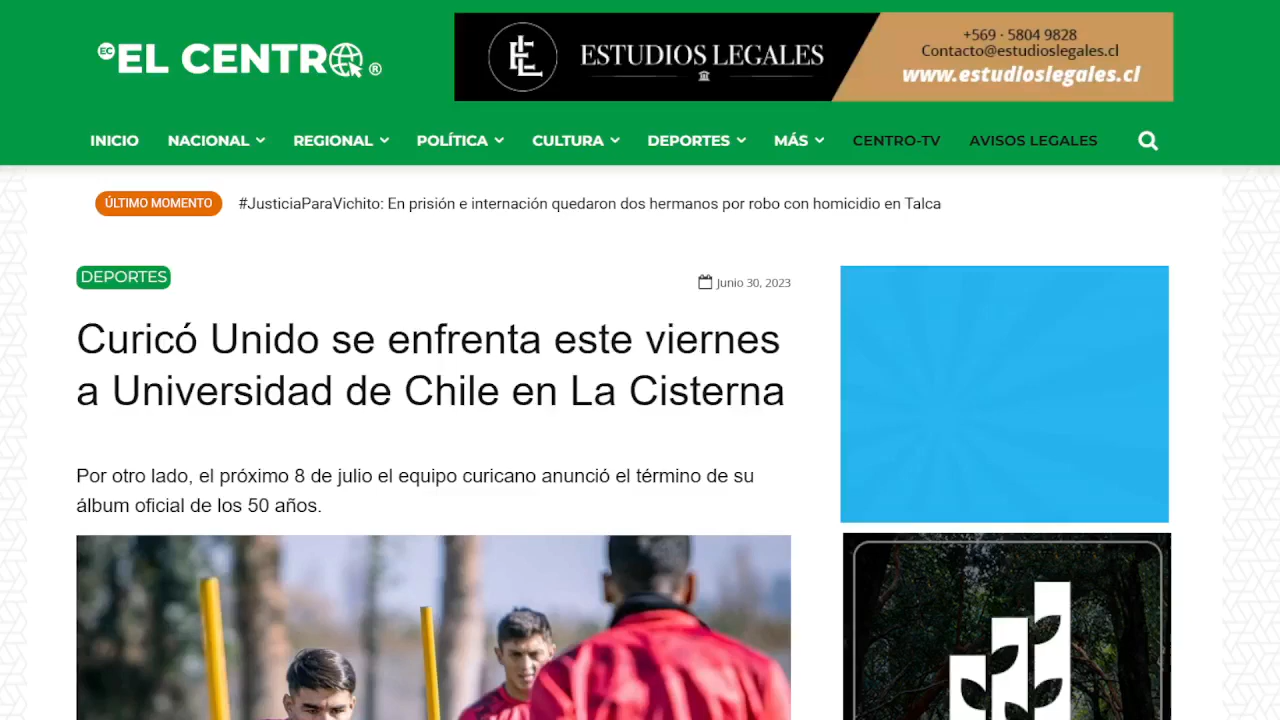 EC EL CENTRO ®
EL
ESTUDIOS LEGALES
+569 · 5804 9828
Contacto@estudioslegales.cl
www.estudioslegales.cl
INICIO NACIONAL REGIONAL POLÍTICA CULTURA DEPORTES MÁS CENTRO-TV AVISOS LEGALES
ÚLTIMO MOMENTO #JusticiaParaVichito: En prisión e internación quedaron dos hermanos por robo con homicidio en Talca
DEPORTES
Junio 30, 2023
Curicó Unido se enfrenta este viernes
a Universidad de Chile en La Cisterna
Por otro lado, el próximo 8 de julio el equipo curicano anunció el término de su
álbum oficial de los 50 años.